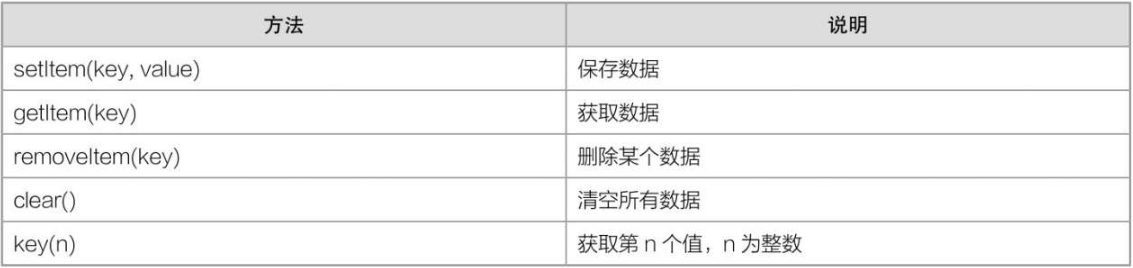 方法 说明
setItem(key, value) 保存数据
getItem(key) 获取数据
removeItem(key) 删除某个数据
clear() 清空所有数据
key(n) 获取第 n 个值，n 为整数